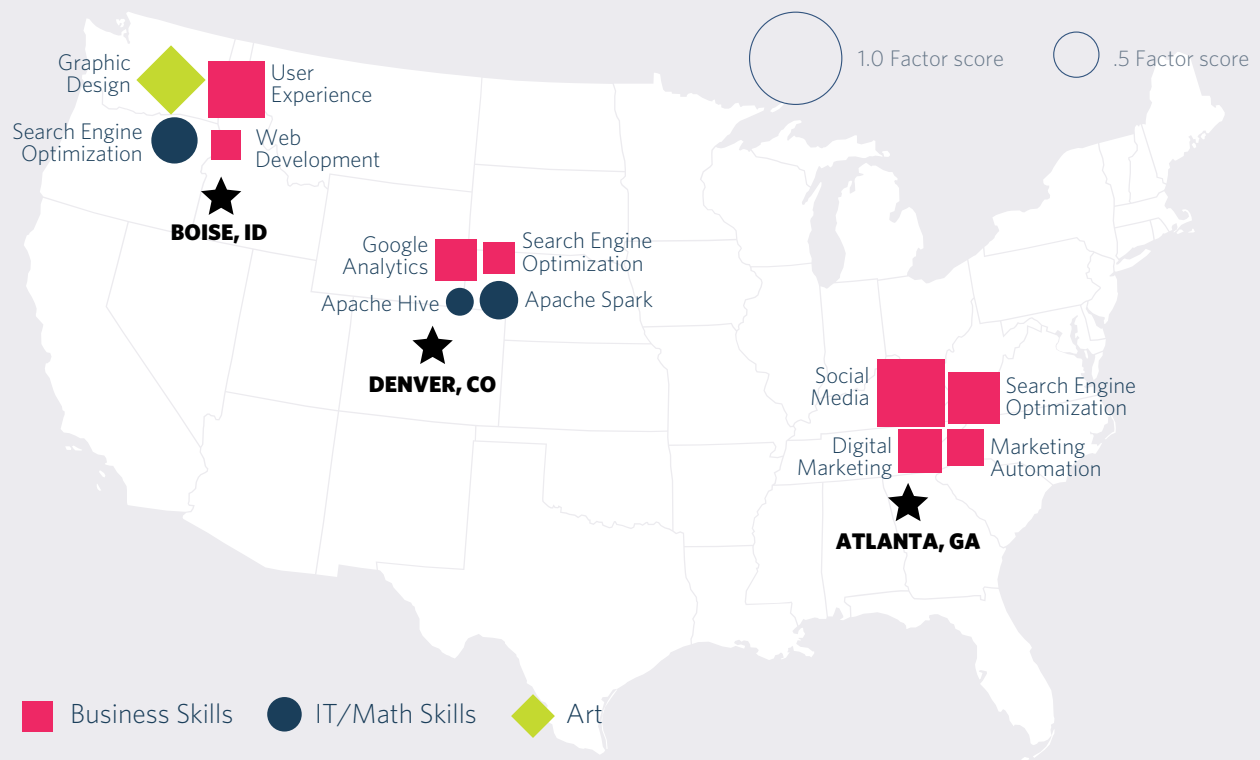 1.0 Factor score
.5 Factor score
Graphic
Design
User
Experience
Search Engine
Optimization
Web
Development
BOISE, ID
Google
Analytics
Search Engine
Optimization
Apache Hive
Apache Spark
DENVER, CO
Social
Media
Search Engine
Optimization
Digital
Marketing
Marketing
Automation
ATLANTA, GA
Business Skills
IT/Math Skills
Art